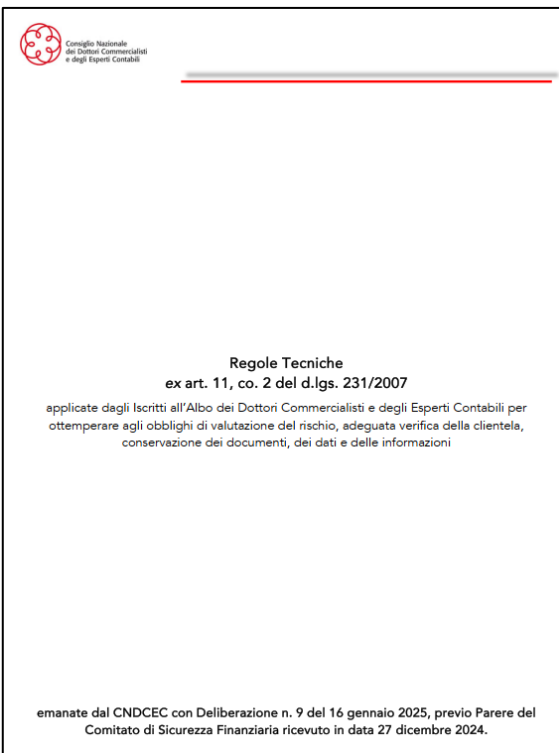 Consiglio Nazionale
dei Dottori Commercialisti
e degli Esperti Contabili
Regole Tecniche
ex art. 11, co. 2 del d.lgs. 231/2007
applicate dagli Iscritti all'Albo dei Dottori Commercialisti e degli Esperti Contabili per
ottemperare agli obblighi di valutazione del rischio, adeguata verifica della clientela,
conservazione dei documenti, dei dati e delle informazioni
emanate dal CNDCEC con Deliberazione n. 9 del 16 gennaio 2025, previo Parere del
Comitato di Sicurezza Finanziaria ricevuto in data 27 dicembre 2024.